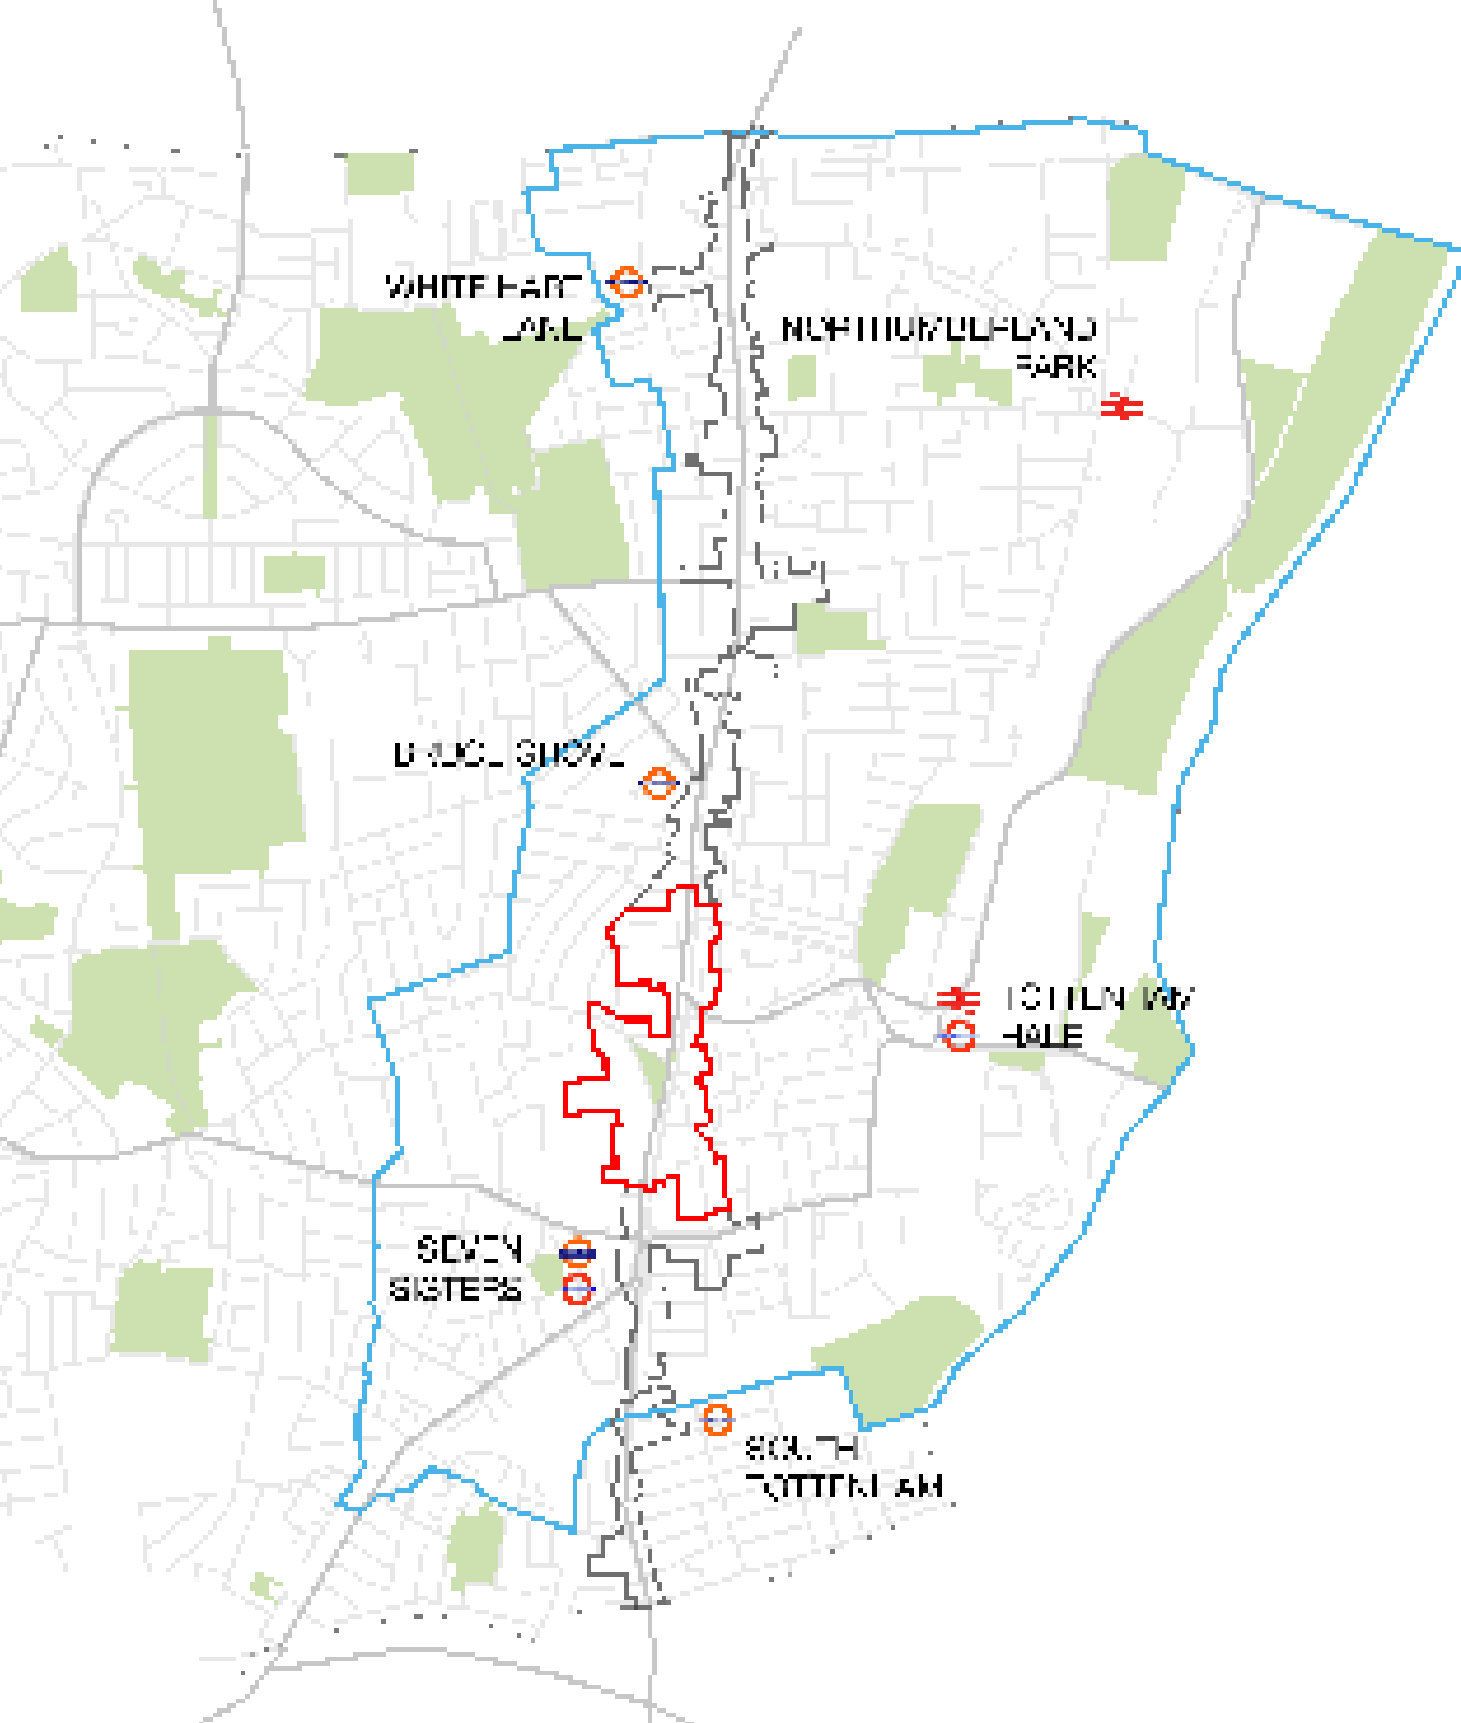 WHITE HART
LANE
NORTHUMBERLAND
PARK
BRUCE GROVE
TOTTENHAM
HALE
SEVEN
SISTERS
SOUTH
TOTTENHAM